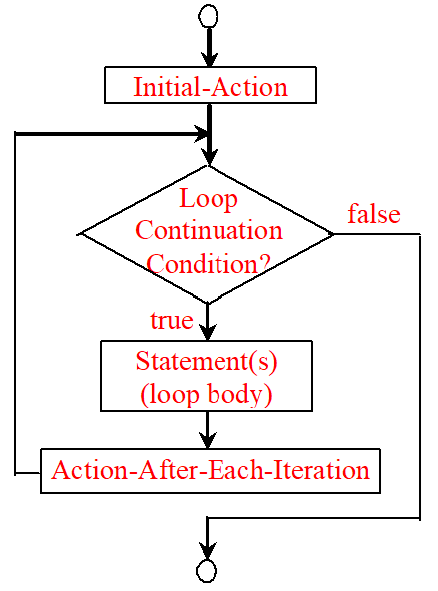 Initial-Action
Loop
Continuation
Condition?
false
true
Statement(s)
(loop body)
Action-After-Each-Iteration